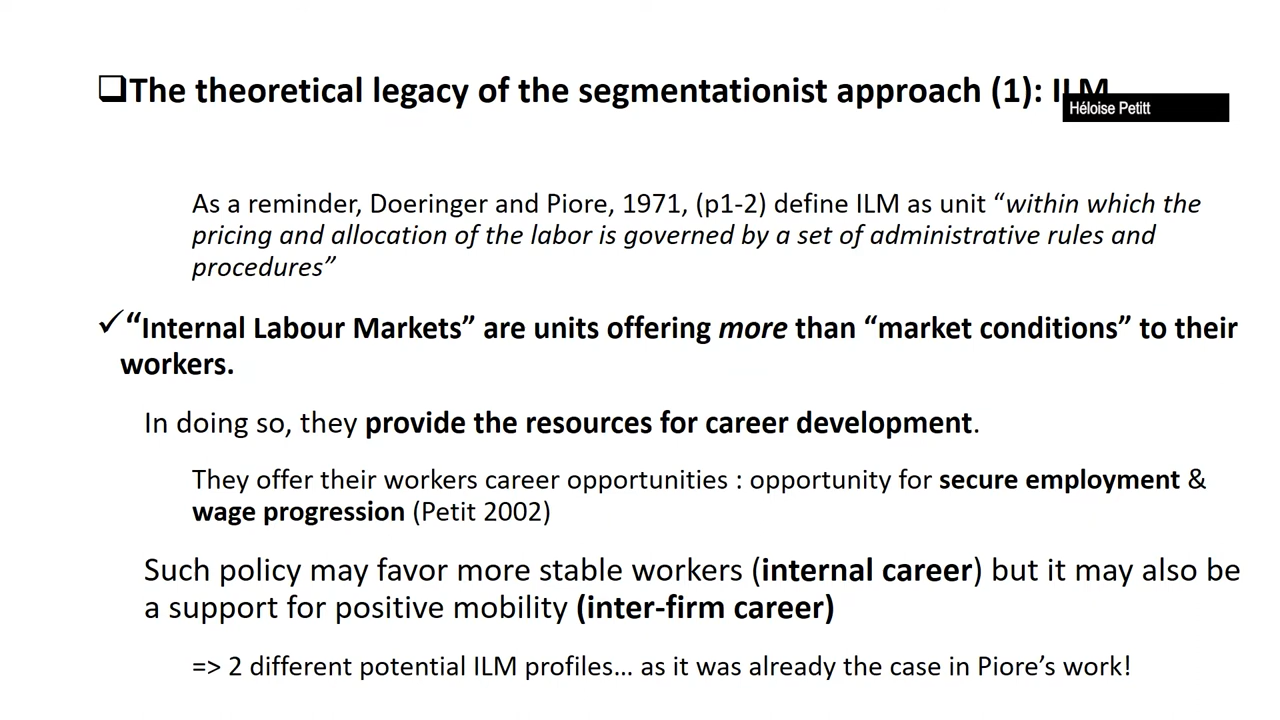 ❑The theoretical legacy of the segmentationist approach (1): ILM
Héloise Petitt
As a reminder, Doeringer and Piore, 1971, (p1-2) define ILM as unit “within which the
pricing and allocation of the labor is governed by a set of administrative rules and
procedures”
✓“Internal Labour Markets” are units offering more than “market conditions” to their
workers.
In doing so, they provide the resources for career development.
They offer their workers career opportunities : opportunity for secure employment &
wage progression (Petit 2002)
Such policy may favor more stable workers (internal career) but it may also be
a support for positive mobility (inter-firm career)
=> 2 different potential ILM profiles… as it was already the case in Piore’s work!